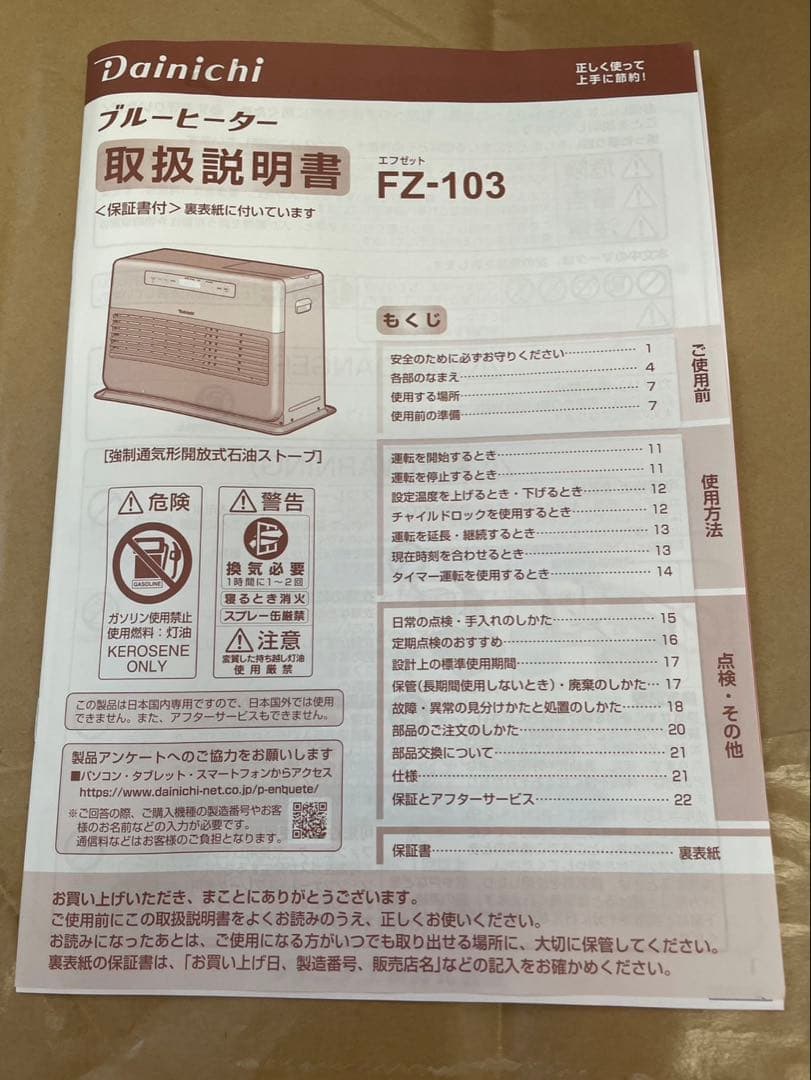 Dainichi
正しく使って
上手に節約!
ブルーヒーター
取扱説明書
エフゼット
FZ-103
<保証書付>裏表紙に付いています
[強制通気形開放式石油ストーブ]
危険
GASOLINE
ガソリン使用禁止
使用燃料:灯油
KEROSENE
ONLY
警告
換気必要
1時間に1~2回
寝るとき消火
スプレー缶厳禁
注意
変質した持ち越し灯油
使用厳禁
この製品は日本国内専用ですので、日本国外では使用
できません。また、アフターサービスもできません。
製品アンケートへのご協力をお願いします
■パソコン・タブレット・スマートフォンからアクセス
https://www.dainichi-net.co.jp/p-enquete/
※ご回答の際、ご購入機種の製造番号やお客
様のお名前などの入力が必要です。
通信料などはお客様のご負担となります。
もくじ
ご使用前
安全のために必ずお守りください 1
各部のなまえ 4
使用する場所 7
使用前の準備 7
使用方法
運転を開始するとき 11
運転を停止するとき 11
設定温度を上げるとき・下げるとき 12
チャイルドロックを使用するとき 12
運転を延長・継続するとき 13
現在時刻を合わせるとき 13
タイマー運転を使用するとき 14
点検・その他
日常の点検・手入れのしかた 15
定期点検のおすすめ 16
設計上の標準使用期間 17
保管(長期間使用しないとき)・廃棄のしかた 17
故障・異常の見分けかたと処置のしかた 18
部品のご注文のしかた 20
部品交換について 21
仕様 21
保証とアフターサービス 22
保証書 裏表紙
お買い上げいただき、まことにありがとうございます。
ご使用前にこの取扱説明書をよくお読みのうえ、正しくお使いください。
お読みになったあとは、ご使用になる方がいつでも取り出せる場所に、大切に保管してください。
裏表紙の保証書は、「お買い上げ日、製造番号、販売店名」などの記入をお確かめください。